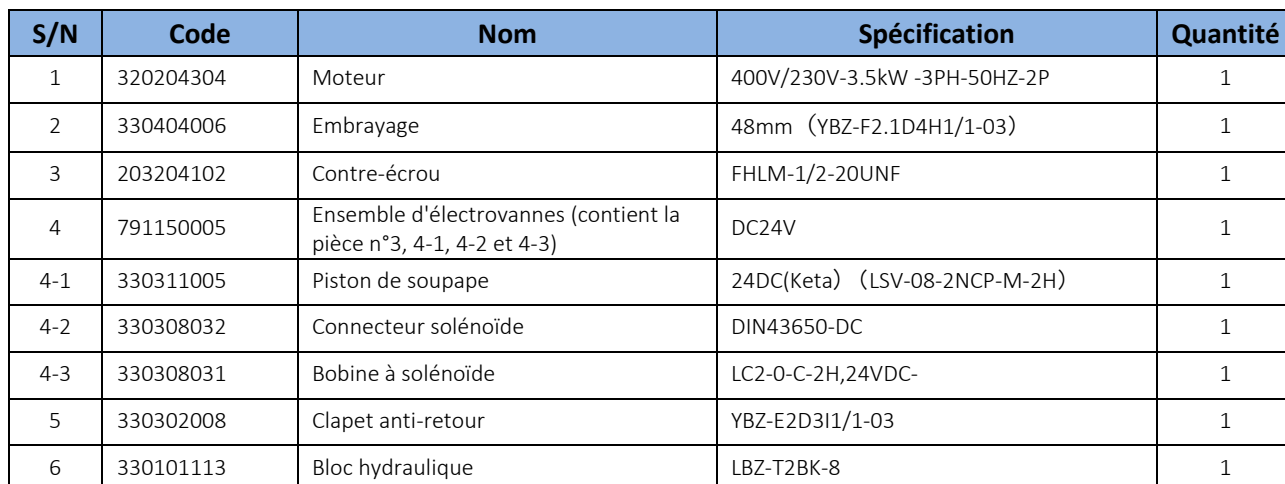 S/N Code Nom Spécification Quantité
1 320204304 Moteur 400V/230V-3.5kW -3PH-50HZ-2P 1
2 330404006 Embrayage 48mm（YBZ-F2.1D4H1/1-03） 1
3 203204102 Contre-écrou FHLM-1/2-20UNF 1
4 791150005 Ensemble d'électrovannes (contient la pièce n°3, 4-1, 4-2 et 4-3) DC24V 1
4-1 330311005 Piston de soupape 24DC(Keta)（LSV-08-2NCP-M-2H） 1
4-2 330308032 Connecteur solénoïde DIN43650-DC 1
4-3 330308031 Bobine à solénoïde LC2-0-C-2H,24VDC- 1
5 330302008 Clapet anti-retour YBZ-E2D3I1/1-03 1
6 330101113 Bloc hydraulique LBZ-T2BK-8 1